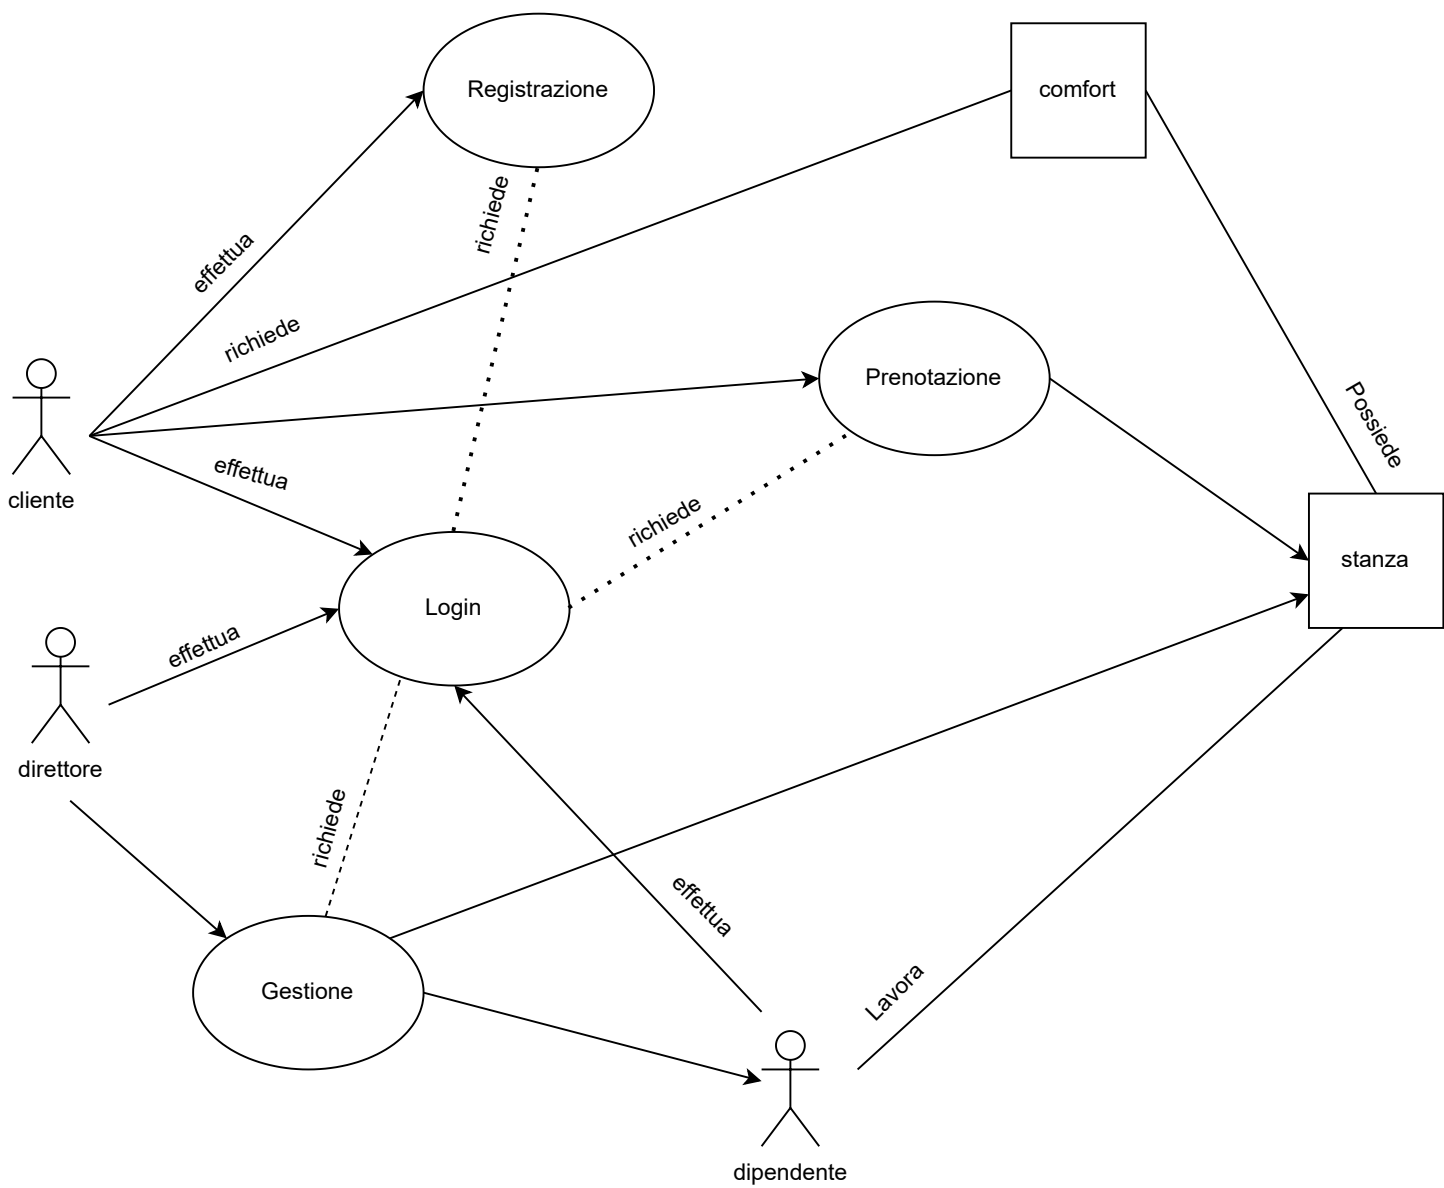 Registrazione
comfort
richiede
effettua
richiede
Prenotazione
Possiede
effettua
cliente
richiede
stanza
Login
effettua
direttore
richiede
effettua
Gestione
Lavora
dipendente